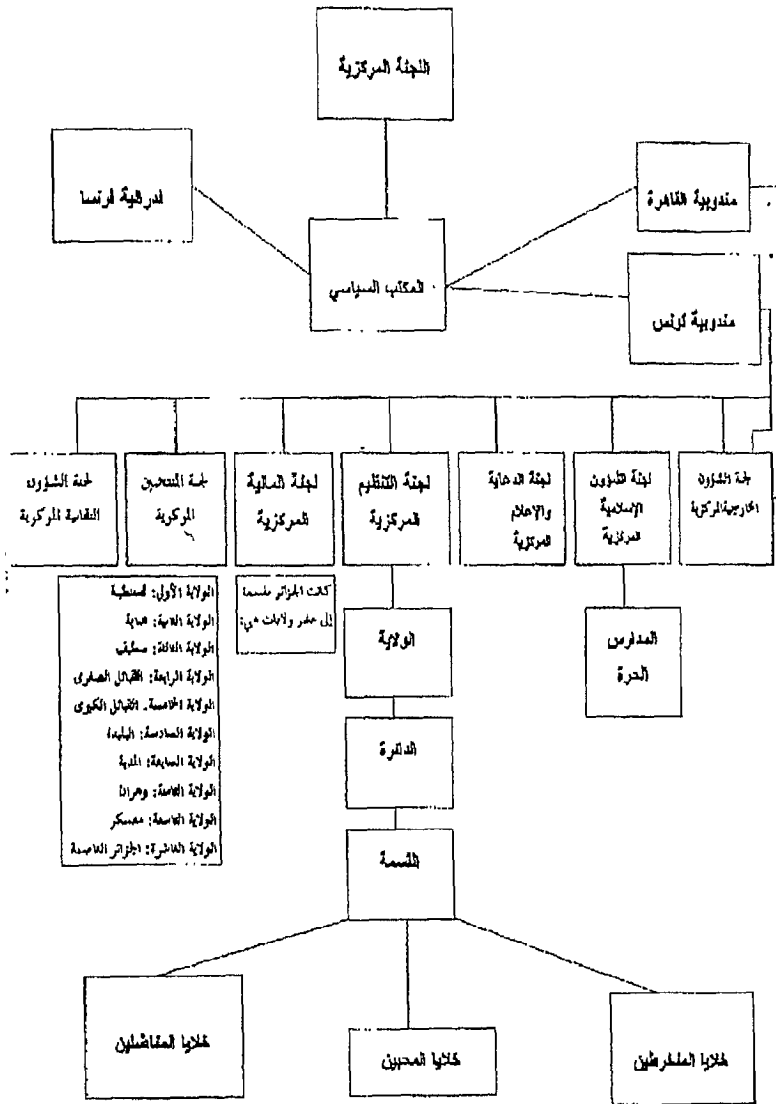 اللجنة المركزية
مندوبية القاهرة
فدرالية فرنسا
المكتب السياسي
مندوبية تونس
لجنة الشؤون
الخارجية المركزية
لجنة الشؤون
الإسلامية
المركزية
لجنة الدعاية
والإعلام
المركزية
لجنة التنظيم
المركزية
لجنة المالية
المركزية
لجنة المنتخبين
المركزية
لجنة الشؤون
النقابية المركزية
المدارس
الحرة
الولاية
كانت الجزائر مقسمة
إلى عشر ولايات هي:
الولاية الأولى: قسنطينة
الولاية الثانية: عنابة
الولاية الثالثة: سطيف
الولاية الرابعة: القبائل الصغرى
الولاية الخامسة: القبائل الكبرى
الولاية السادسة: البليدة
الولاية السابعة: المدية
الولاية الثامنة: وهران
الولاية التاسعة: معسكر
الولاية العاشرة: الجزائر العاصمة
الدائرة
القسمة
خلايا المنخرطين
خلايا المحبين
خلايا المناضلين